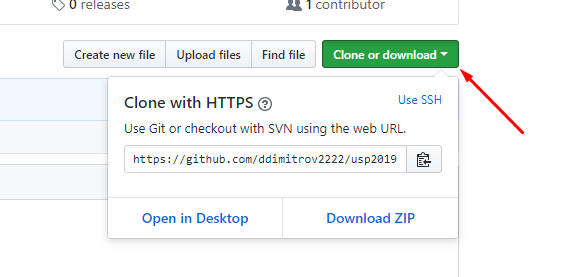 0 releases
1 contributor
Create new file Upload files Find file Clone or download
Clone with HTTPS
Use SSH
Use Git or checkout with SVN using the web URL.
https://github.com/ddimitrov2222/usp2019
Open in Desktop Download ZIP